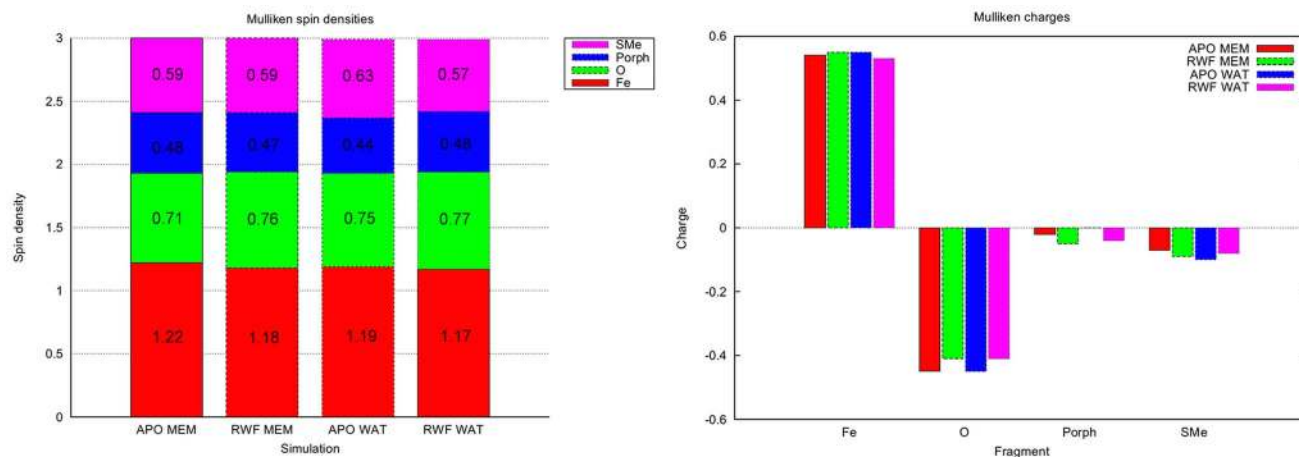 Mulliken spin densities
3
2.5
2
1.5
1
0.5
0
Spin density
0.59
0.59
0.63
0.57
0.48
0.47
0.44
0.48
0.71
0.76
0.75
0.77
1.22
1.18
1.19
1.17
APO MEM
RWF MEM
APO WAT
RWF WAT
Simulation
SMe
Porph
O
Fe
Mulliken charges
0.6
0.4
0.2
0
-0.2
-0.4
-0.6
Charge
APO MEM
RWF MEM
APO WAT
RWF WAT
Fe
O
Porph
SMe
Fragment